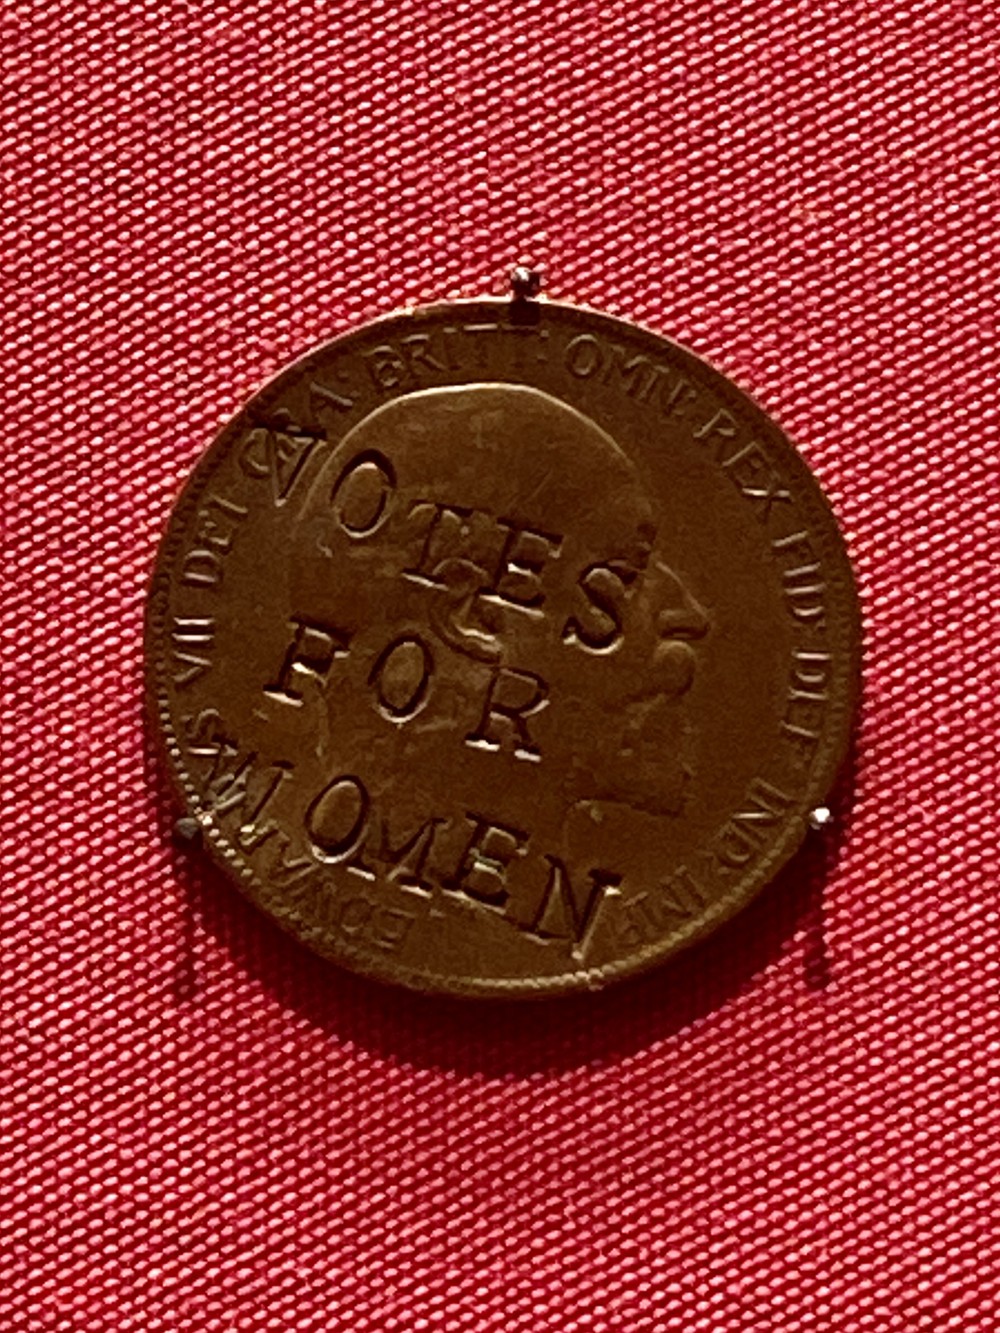 EDWARDVS VII DEI GRA: BRITT: OMN: REX FID: DEF: IND: IMP:
VOTES
FOR
WOMEN